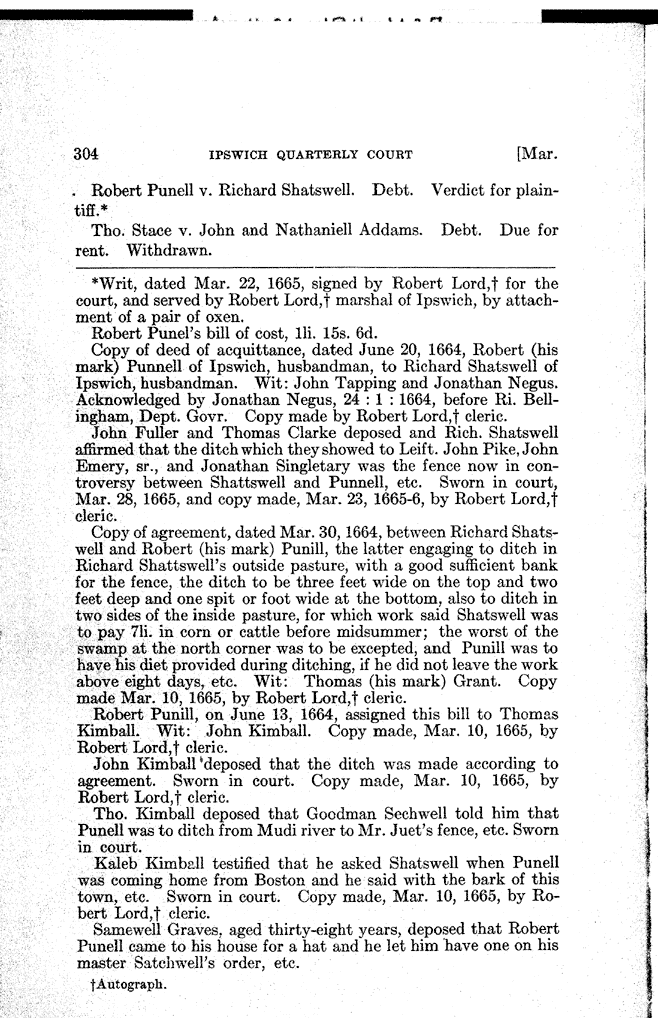 304 IPSWICH QUARTERLY COURT [Mar.
. Robert Punell v. Richard Shatswell. Debt. Verdict for plain-
tiff.*
Tho. Stace v. John and Nathaniell Addams. Debt. Due for
rent. Withdrawn.
*Writ, dated Mar. 22, 1665, signed by Robert Lord,† for the
court, and served by Robert Lord,† marshal of Ipswich, by attach-
ment of a pair of oxen.
Robert Punel's bill of cost, 1li. 15s. 6d.
Copy of deed of acquittance, dated June 20, 1664, Robert (his
mark) Punnell of Ipswich, husbandman, to Richard Shatswell of
Ipswich, husbandman. Wit: John Tapping and Jonathan Negus.
Acknowledged by Jonathan Negus, 24 : 1 : 1664, before Ri. Bell-
ingham, Dept. Govr. Copy made by Robert Lord,† cleric.
John Fuller and Thomas Clarke deposed and Rich. Shatswell
affirmed that the ditch which they showed to Leift. John Pike, John
Emery, sr., and Jonathan Singletary was the fence now in con-
troversy between Shattswell and Punnell, etc. Sworn in court,
Mar. 28, 1665, and copy made, Mar. 23, 1665-6, by Robert Lord,†
cleric.
Copy of agreement, dated Mar. 30, 1664, between Richard Shats-
well and Robert (his mark) Punill, the latter engaging to ditch in
Richard Shattswell's outside pasture, with a good sufficient bank
for the fence, the ditch to be three feet wide on the top and two
feet deep and one spit or foot wide at the bottom, also to ditch in
two sides of the inside pasture, for which work said Shatswell was
to pay 7li. in corn or cattle before midsummer; the worst of the
swamp at the north corner was to be excepted, and Punill was to
have his diet provided during ditching, if he did not leave the work
above eight days, etc. Wit: Thomas (his mark) Grant. Copy
made Mar. 10, 1665, by Robert Lord,† cleric.
Robert Punill, on June 13, 1664, assigned this bill to Thomas
Kimball. Wit: John Kimball. Copy made, Mar. 10, 1665, by
Robert Lord,† cleric.
John Kimball deposed that the ditch was made according to
agreement. Sworn in court. Copy made, Mar. 10, 1665, by
Robert Lord,† cleric.
Tho. Kimball deposed that Goodman Sechwell told him that
Punell was to ditch from Mudi river to Mr. Juet's fence, etc. Sworn
in court.
Kaleb Kimball testified that he asked Shatswell when Punell
was coming home from Boston and he said with the bark of this
town, etc. Sworn in court. Copy made, Mar. 10, 1665, by Ro-
bert Lord,† cleric.
Samewell Graves, aged thirty-eight years, deposed that Robert
Punell came to his house for a hat and he let him have one on his
master Satchwell's order, etc.
†Autograph.